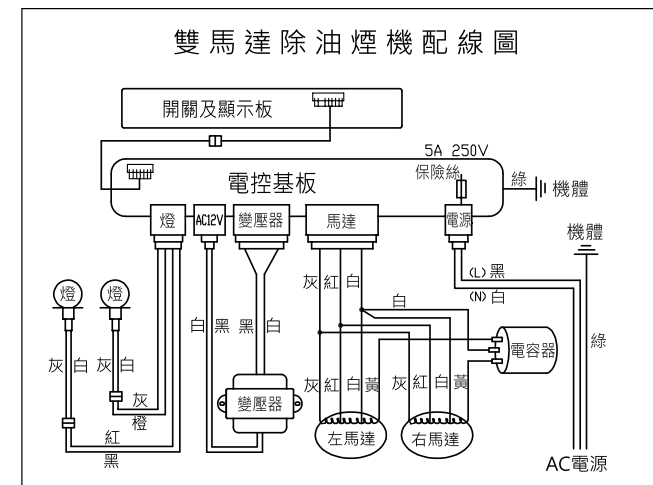 雙馬達除油煙機配線圖
開關及顯示板
5A 250V
保險絲
電控基板
綠
機體
燈
AC12V
變壓器
馬達
電源
機體
灰
紅
白
(L) 黑
(N) 白
白
燈
燈
白
黑
黑
白
綠
電容器
灰
白
灰
白
灰
紅
白
黃
灰
紅
白
黃
灰
橙
變壓器
紅
黑
左馬達
右馬達
AC電源